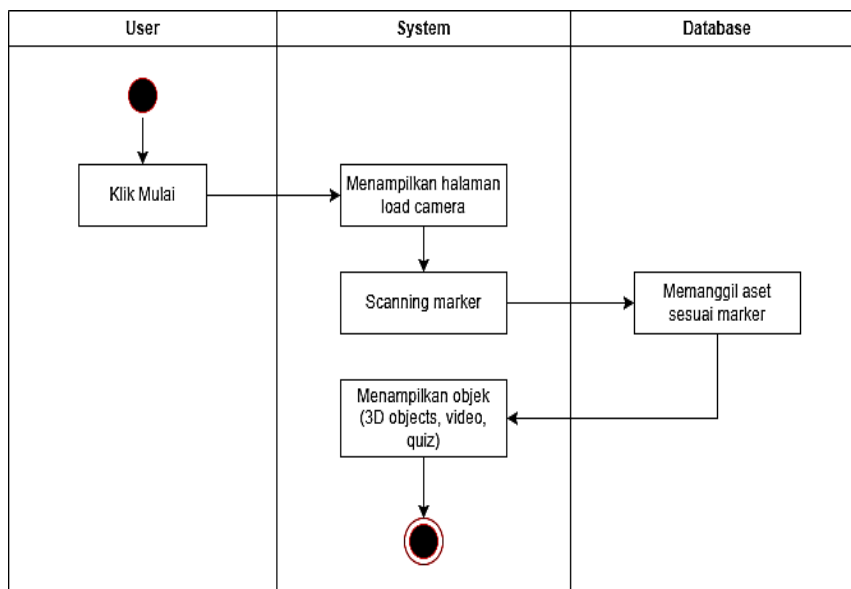 User
System
Database
Klik Mulai
Menampilkan halaman
load camera
Scanning marker
Memanggil aset
sesuai marker
Menampilkan objek
(3D objects, video,
quiz)